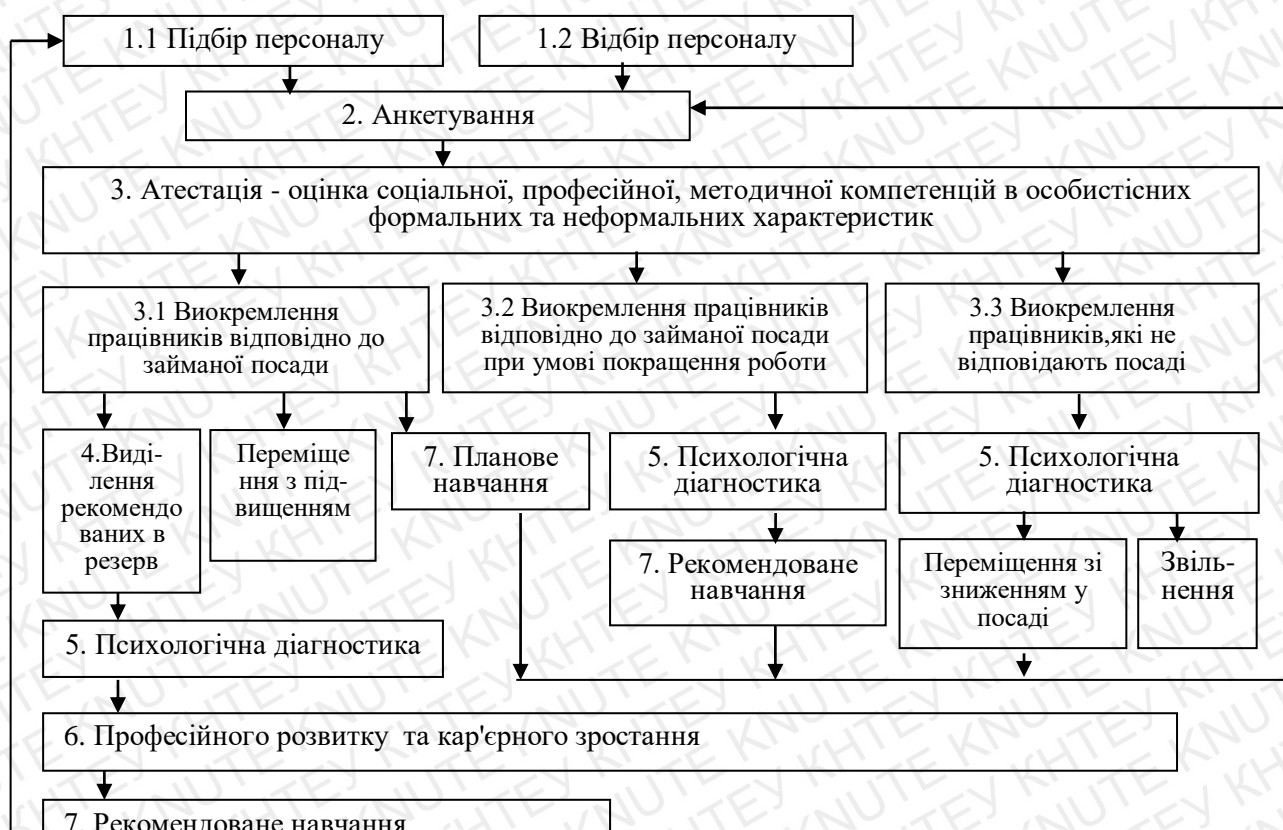 1.1 Підбір персоналу
1.2 Відбір персоналу
2. Анкетування
3. Атестація - оцінка соціальної, професійної, методичної компетенцій в особистісних
формальних та неформальних характеристик
3.1 Виокремлення
працівників відповідно до
займаної посади
3.2 Виокремлення працівників
відповідно до займаної посади
при умові покращення роботи
3.3 Виокремлення
працівників,які не
відповідають посаді
4.Виді-
лення
рекомендо
ваних в
резерв
Переміще
ння з під-
вищенням
7. Планове
навчання
5. Психологічна
діагностика
5. Психологічна
діагностика
7. Рекомендоване
навчання
Переміщення зі
зниженням у
посаді
Звіль-
нення
5. Психологічна діагностика
6. Професійного розвитку та кар'єрного зростання
7. Рекомендоване навчання